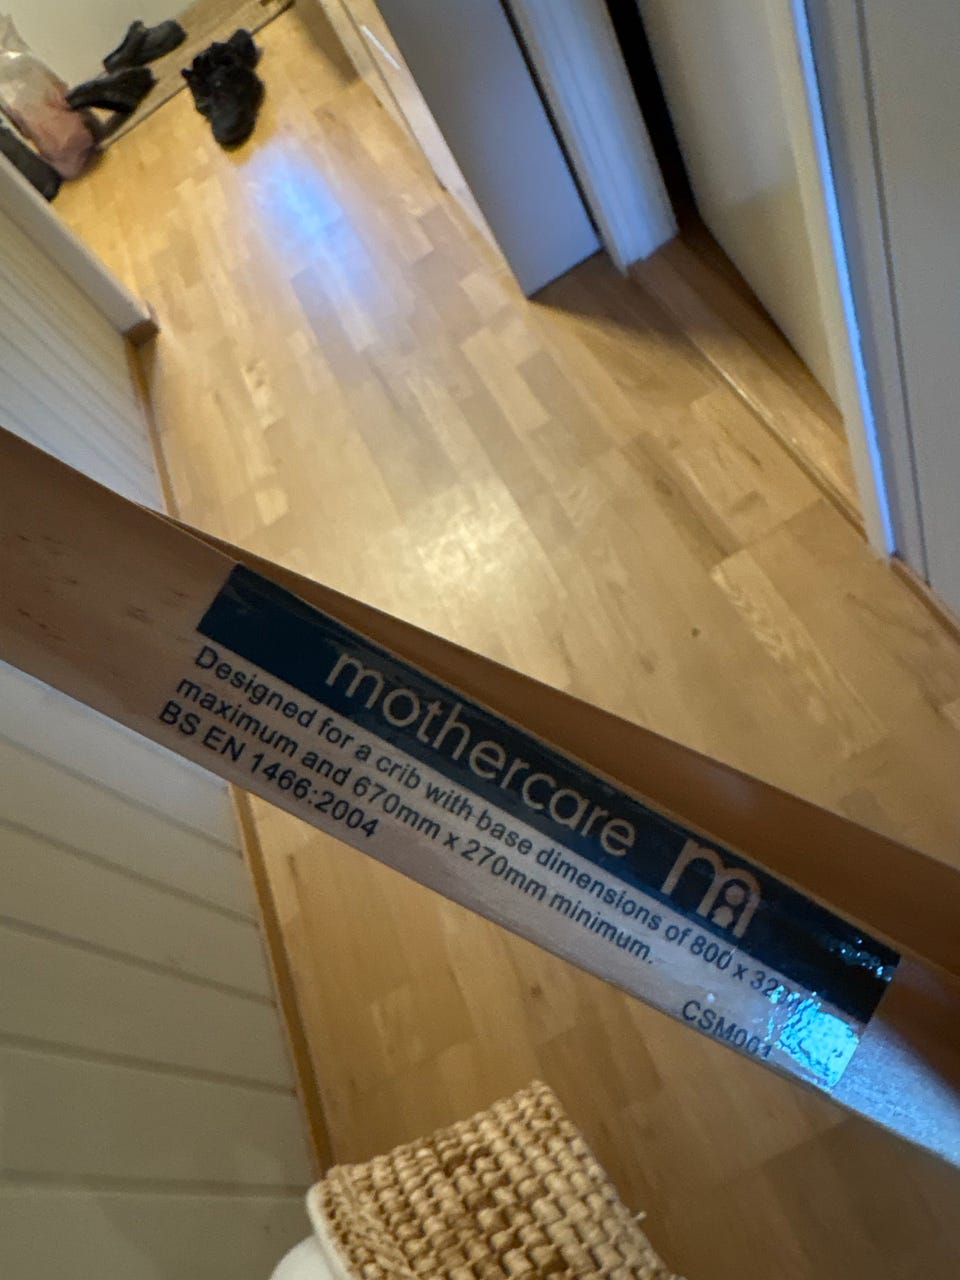 mothercare
Designed for a crib with base dimensions of 800 x
maximum and 670mm x 270mm minimum.
BS EN 1466:2004
CSM001